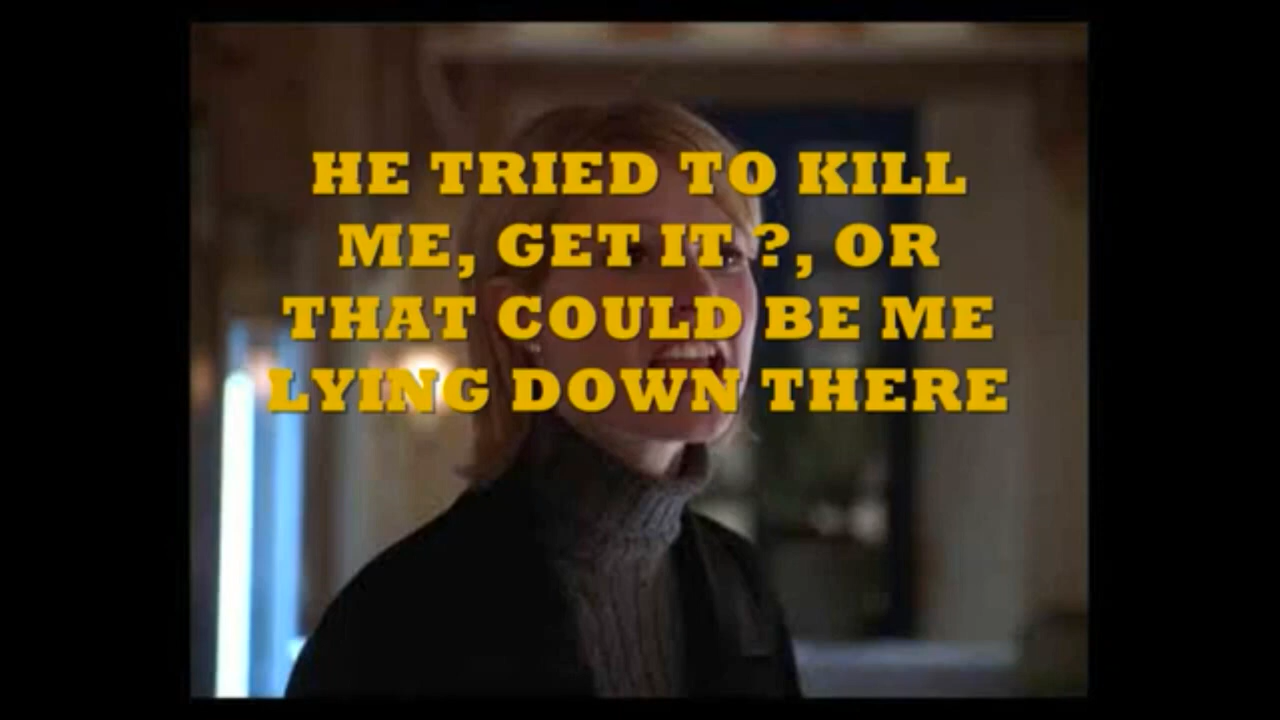 HE TRIED TO KILL
ME, GET IT ?, OR
THAT COULD BE ME
LYING DOWN THERE